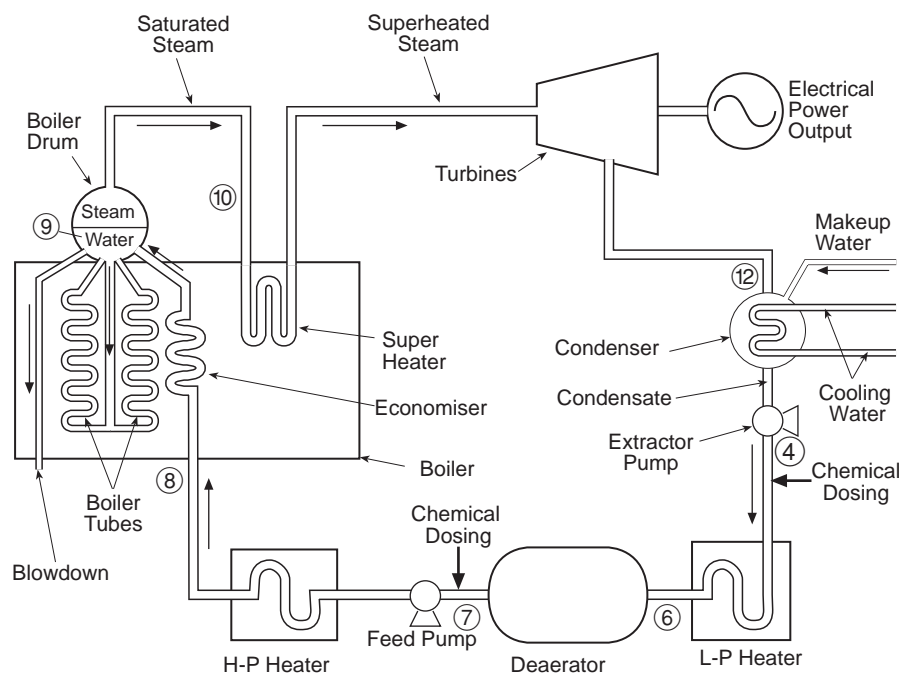 Saturated
Steam
Superheated
Steam
Electrical
Power
Output
Boiler
Drum
Turbines
⑩
Steam
⑨
Water
Makeup
Water
⑫
Super
Heater
Condenser
Economiser
Condensate
Cooling
Water
Extractor
Pump
④
Boiler
⑧
Chemical
Dosing
Boiler
Tubes
Chemical
Dosing
Blowdown
⑦
⑥
Feed Pump
H-P Heater
Deaerator
L-P Heater